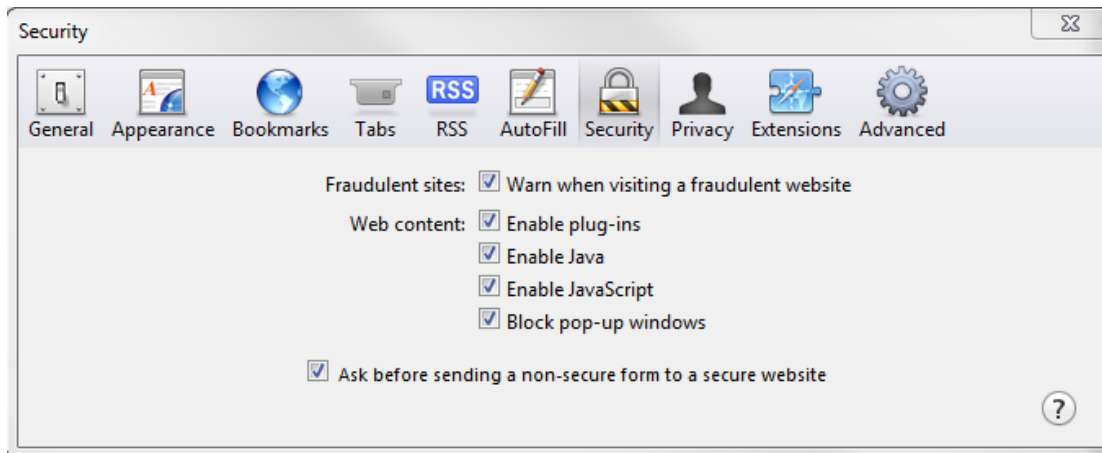 Security
RSS
General Appearance Bookmarks Tabs RSS AutoFill Security Privacy Extensions Advanced
Fraudulent sites: Warn when visiting a fraudulent website
Web content: Enable plug-ins
Enable Java
Enable JavaScript
Block pop-up windows
Ask before sending a non-secure form to a secure website
?